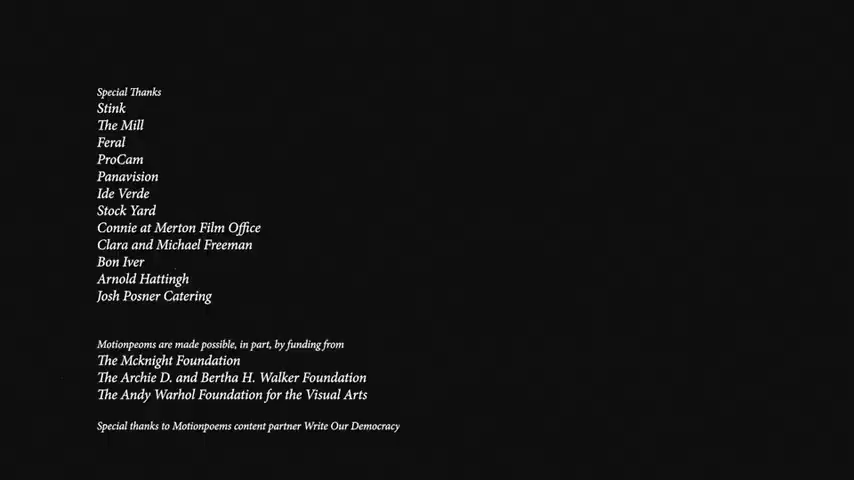 Special Thanks
Stink
The Mill
Feral
ProCam
Panavision
Ide Verde
Stock Yard
Connie at Merton Film Office
Clara and Michael Freeman
Bon Iver
Arnold Hattingh
Josh Posner Catering
Motionpeoms are made possible, in part, by funding from
The Mcknight Foundation
The Archie D. and Bertha H. Walker Foundation
The Andy Warhol Foundation for the Visual Arts
Special thanks to Motionpoems content partner Write Our Democracy